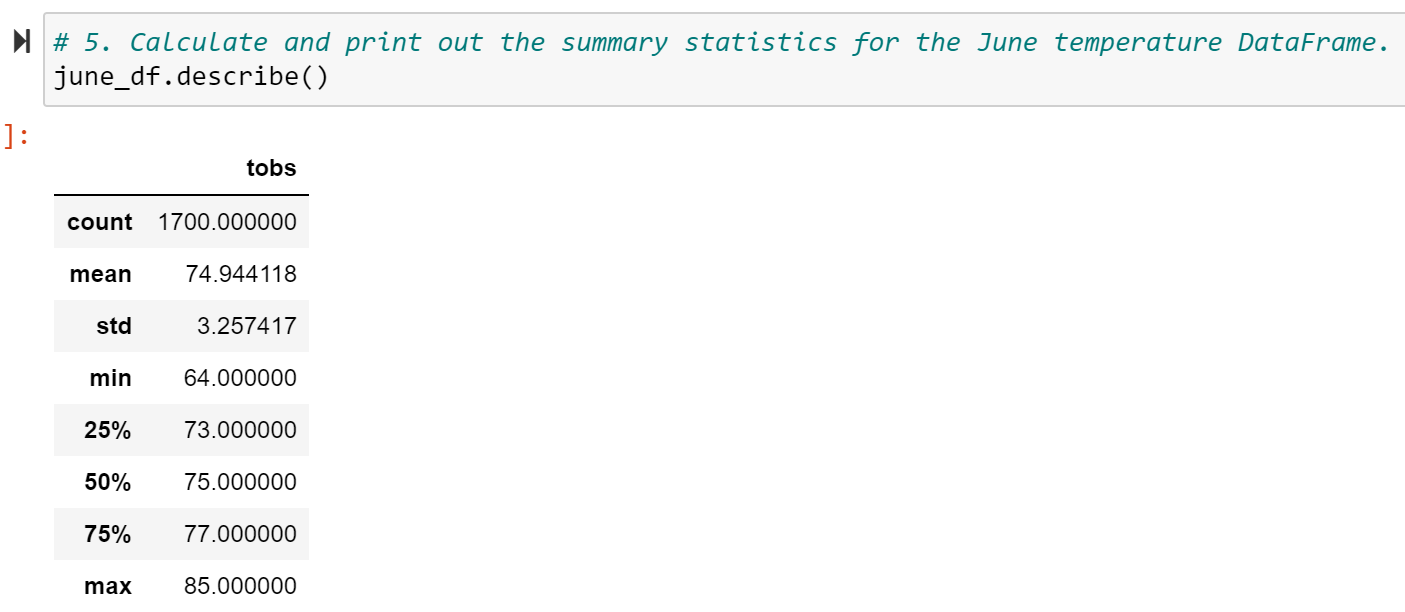 # 5. Calculate and print out the summary statistics for the June temperature DataFrame.
june_df.describe()
]:
tobs
count 1700.000000
mean 74.944118
std 3.257417
min 64.000000
25% 73.000000
50% 75.000000
75% 77.000000
max 85.000000